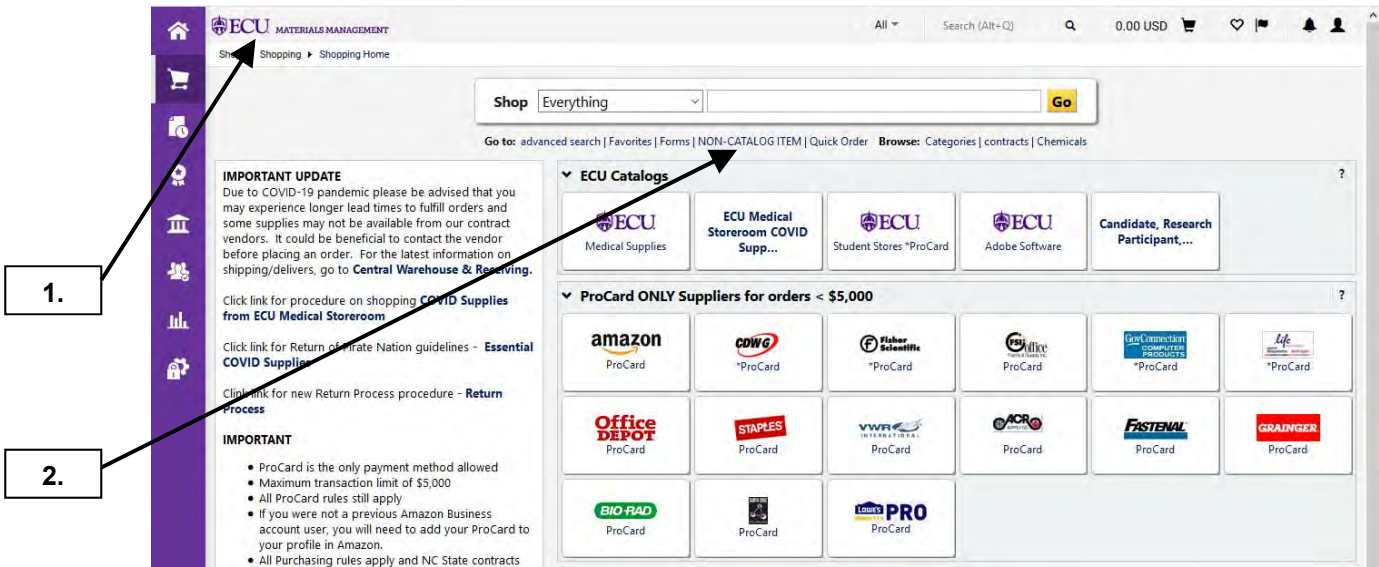 ECU MATERIALS MANAGEMENT
All
Search (Alt+Q)
0.00 USD
Shopping Shopping Home
Shop Everything Go
Go to: advanced search | Favorites | Forms | NON-CATALOG ITEM | Quick Order Browse: Categories | contracts | Chemicals
1.
2.
IMPORTANT UPDATE
Due to COVID-19 pandemic please be advised that you
may experience longer lead times to fulfill orders and
some supplies may not be available from our contract
vendors. It could be beneficial to contact the vendor
before placing an order. For the latest information on
shipping/delivers, go to Central Warehouse & Receiving.
Click link for procedure on shopping COVID Supplies
from ECU Medical Storeroom
Click link for Return of Pirate Nation guidelines - Essential
COVID Supplies
Click link for new Return Process procedure - Return
Process
IMPORTANT
• ProCard is the only payment method allowed
• Maximum transaction limit of $5,000
• All ProCard rules still apply
• If you were not a previous Amazon Business
account user, you will need to add your ProCard to
your profile in Amazon.
• All Purchasing rules apply and NC State contracts
ECU Catalogs ?
ECU
Medical Supplies
ECU Medical
Storeroom COVID
Supp...
ECU
Student Stores *ProCard
ECU
Adobe Software
Candidate, Research
Participant,...
ProCard ONLY Suppliers for orders < $5,000 ?
amazon
ProCard
CDWG
*ProCard
Fisher
Scientific
*ProCard
FSIoffice
ProCard
GovConnection
COMPUTER
PRODUCTS
*ProCard
life
*ProCard
Office
DEPOT
ProCard
STAPLES
ProCard
VWR
INTERNATIONAL
ProCard
ACR
ProCard
FASTENAL
ProCard
GRAINGER
ProCard
BIO-RAD
ProCard
ProCard
LOWE'S PRO
ProCard